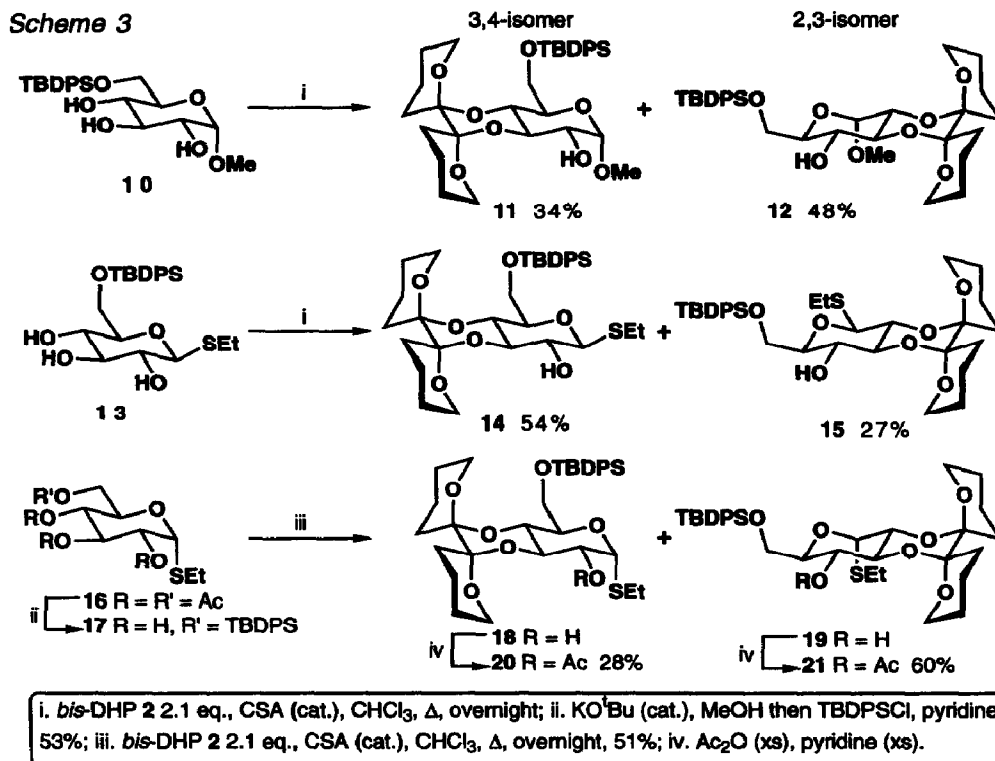 Scheme 3
3,4-isomer
2,3-isomer
TBDPSO
HO
HO
HO
OMe
O
10
i
OTBDPS
O
O
O
O
O
HO
OMe
11 34%
+
TBDPSO
O
O
O
O
O
HO
OMe
12 48%
OTBDPS
HO
HO
HO
O
SEt
13
i
OTBDPS
O
O
O
O
O
SEt
HO
14 54%
+
EtS
TBDPSO
O
O
O
O
O
HO
15 27%
R'O
RO
RO
RO
O
SEt
16 R = R' = Ac
ii
17 R = H, R' = TBDPS
iii
OTBDPS
O
O
O
O
O
RO
SEt
18 R = H
iv
20 R = Ac 28%
+
TBDPSO
O
O
O
O
O
RO
SEt
19 R = H
iv
21 R = Ac 60%
i. bis-DHP 2 2.1 eq., CSA (cat.), CHCl₃, Δ, overnight; ii. KOᵗBu (cat.), MeOH then TBDPSCl, pyridine
53%; iii. bis-DHP 2 2.1 eq., CSA (cat.), CHCl₃, Δ, overnight, 51%; iv. Ac₂O (xs), pyridine (xs).